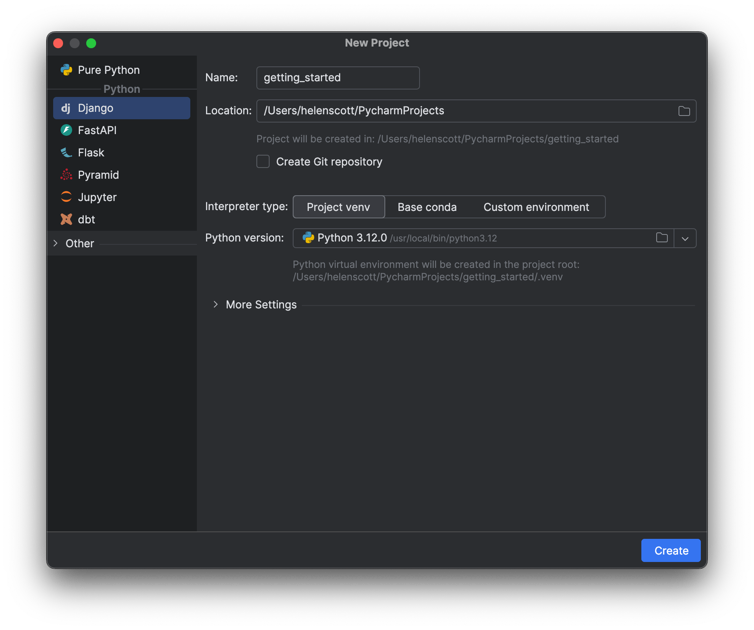 New Project
Pure Python
Python
dj Django
FastAPI
Flask
Pyramid
Jupyter
dbt
Other
Name: getting_started
Location: /Users/helenscott/PycharmProjects
Project will be created in: /Users/helenscott/PycharmProjects/getting_started
Create Git repository
Interpreter type: Project venv Base conda Custom environment
Python version: Python 3.12.0 /usr/local/bin/python3.12
Python virtual environment will be created in the project root:
/Users/helenscott/PycharmProjects/getting_started/.venv
More Settings
Create